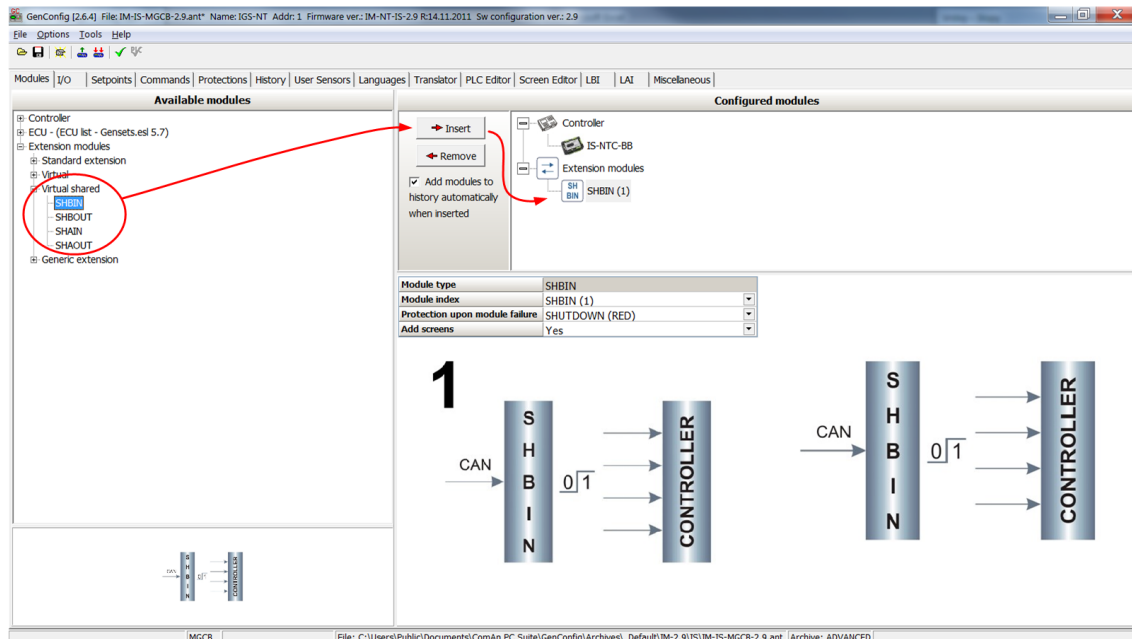 GenConfig [2.6.4] File: IM-IS-MGCB-2.9.ant* Name: IGS-NT Addr: 1 Firmware ver.: IM-NT-IS-2.9 R:14.11.2011 Sw configuration ver.: 2.9
File Options Tools Help
Modules I/O Setpoints Commands Protections History User Sensors Languages Translator PLC Editor Screen Editor LBI LAI Miscellaneous
Available modules
Controller
ECU - (ECU list - Gensets.esl 5.7)
Extension modules
Standard extension
Virtual
Virtual shared
SHBIN
SHBOUT
SHAIN
SHAOUT
Generic extension
Configured modules
Insert
Remove
Add modules to
history automatically
when inserted
Controller
IS-NTC-BB
Extension modules
SH
BIN
SHBIN (1)
Module type SHBIN
Module index SHBIN (1)
Protection upon module failure SHUTDOWN (RED)
Add screens Yes
1
CAN
SHBIN
0 1
CONTROLLER
CAN
SHBIN
0 1
CONTROLLER
CAN
SHBIN
0 1
CONTROLLER
MGCB File: C:\Users\Public\Documents\ComAp PC Suite\GenConfig\Archives\_Default\IM-2.9\IS\IM-IS-MGCB-2.9.ant Archive: ADVANCED